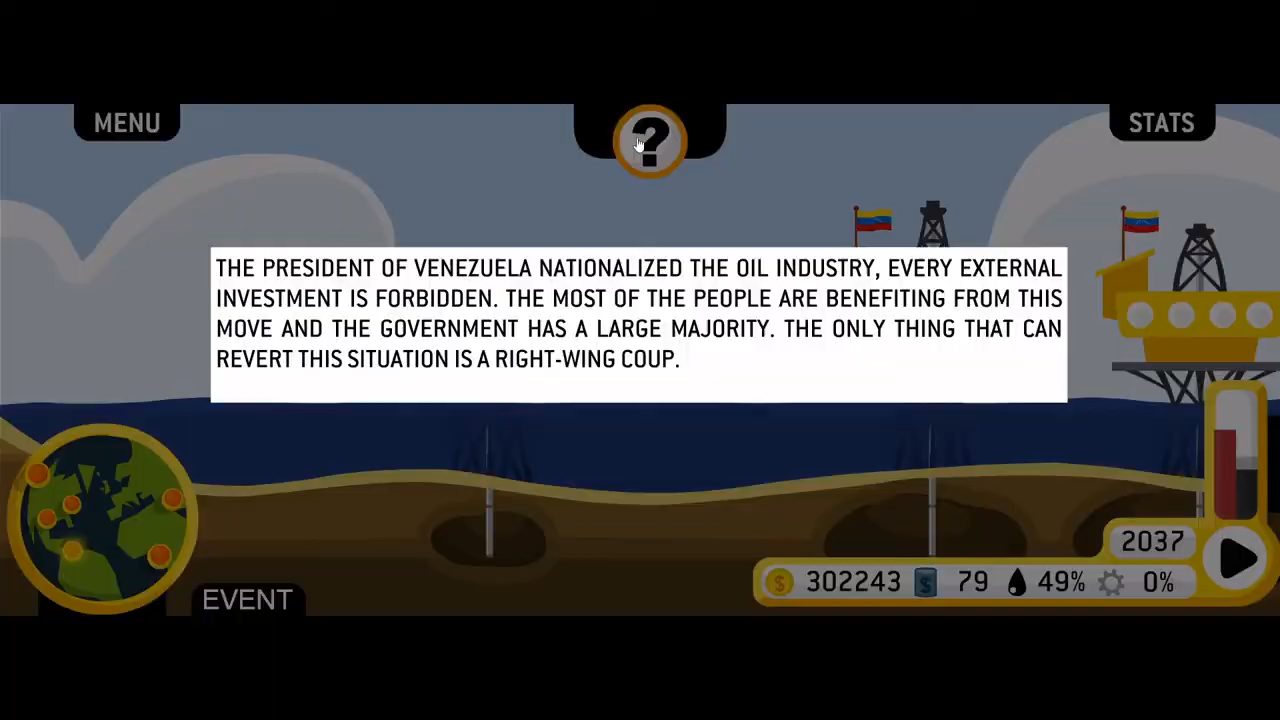 MENU
?
STATS
THE PRESIDENT OF VENEZUELA NATIONALIZED THE OIL INDUSTRY, EVERY EXTERNAL
INVESTMENT IS FORBIDDEN. THE MOST OF THE PEOPLE ARE BENEFITING FROM THIS
MOVE AND THE GOVERNMENT HAS A LARGE MAJORITY. THE ONLY THING THAT CAN
REVERT THIS SITUATION IS A RIGHT-WING COUP.
2037
$ 302243 $ 79 49% 0%
EVENT